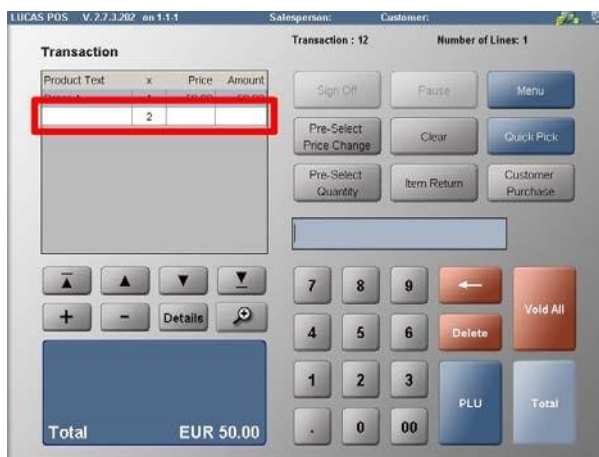 LUCAS POS V. 2.7.3.202 on 1-1-1 Salesperson: Customer:
Transaction : 12 Number of Lines: 1
Transaction
Product Text x Price Amount
2
Sign Off Pause Menu
Pre-Select Price Change Clear Quick Pick
Pre-Select Quantity Item Return Customer Purchase
7 8 9 Void All
+ - Details
4 5 6 Delete
1 2 3 PLU Total
. 0 00
Total EUR 50.00